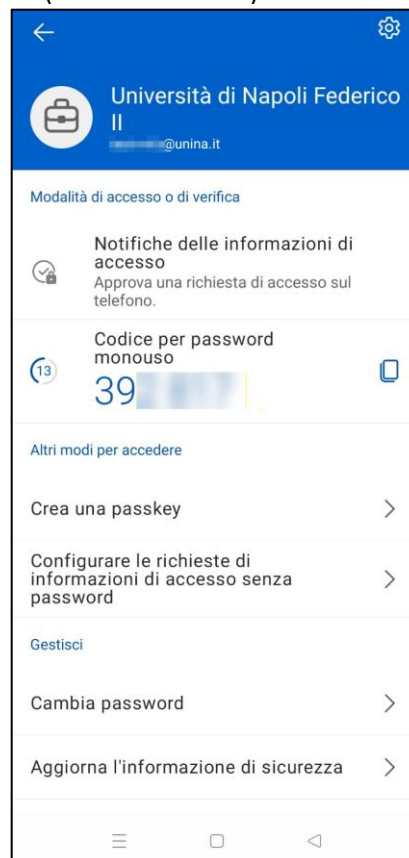 Università di Napoli Federico
II
@unina.it
Modalità di accesso o di verifica
Notifiche delle informazioni di
accesso
Approva una richiesta di accesso sul
telefono.
Codice per password
monouso
13
39
Altri modi per accedere
Crea una passkey
Configurare le richieste di
informazioni di accesso senza
password
Gestisci
Cambia password
Aggiorna l'informazione di sicurezza